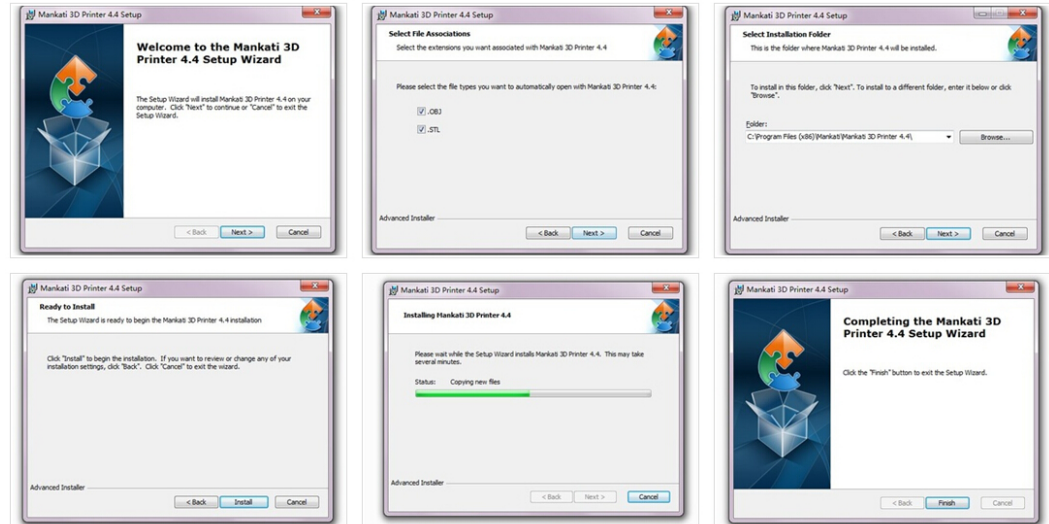 Mankati 3D Printer 4.4 Setup
Welcome to the Mankati 3D
Printer 4.4 Setup Wizard
The Setup Wizard will install Mankati 3D Printer 4.4 on your
computer. Click "Next" to continue or "Cancel" to exit the
Setup Wizard.
< Back
Next >
Cancel
Mankati 3D Printer 4.4 Setup
Select File Associations
Select the extensions you want associated with Mankati 3D Printer 4.4
Please select the file types you want to automatically open with Mankati 3D Printer 4.4:
.OBJ
.STL
Advanced Installer
< Back
Next >
Cancel
Mankati 3D Printer 4.4 Setup
Select Installation Folder
This is the folder where Mankati 3D Printer 4.4 will be installed.
To install in this folder, click "Next". To install to a different folder, enter it below or click
"Browse".
Folder:
C:\Program Files (x86)\Mankati\Mankati 3D Printer 4.4\
Browse...
Advanced Installer
< Back
Next >
Cancel
Mankati 3D Printer 4.4 Setup
Ready to Install
The Setup Wizard is ready to begin the Mankati 3D Printer 4.4 installation
Click "Install" to begin the installation. If you want to review or change any of your
installation settings, click "Back". Click "Cancel" to exit the wizard.
Advanced Installer
< Back
Install
Cancel
Mankati 3D Printer 4.4 Setup
Installing Mankati 3D Printer 4.4
Please wait while the Setup Wizard installs Mankati 3D Printer 4.4. This may take
several minutes.
Status: Copying new files
Advanced Installer
< Back
Next >
Cancel
Mankati 3D Printer 4.4 Setup
Completing the Mankati 3D
Printer 4.4 Setup Wizard
Click the "Finish" button to exit the Setup Wizard.
< Back
Finish
Cancel